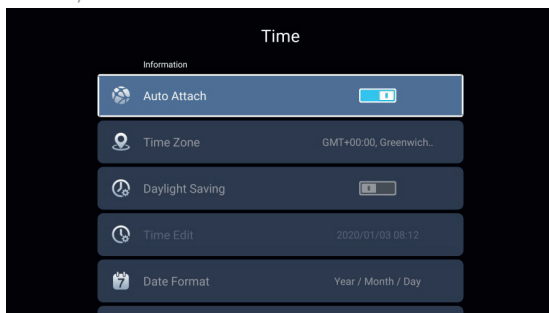 Time
Information
Auto Attach
Time Zone GMT+00:00, Greenwich..
Daylight Saving
Time Edit 2020/01/03 08:12
7 Date Format Year / Month / Day